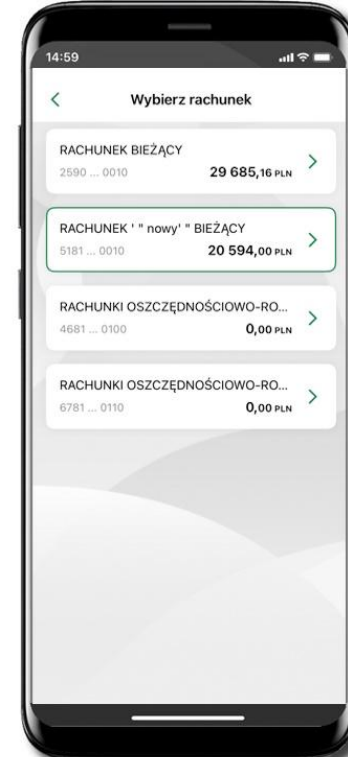 14:59
Wybierz rachunek
RACHUNEK BIEŻĄCY
2590 ... 0010 29 685,16 PLN
RACHUNEK ' " nowy' " BIEŻĄCY
5181 ... 0010 20 594,00 PLN
RACHUNKI OSZCZĘDNOŚCIOWO-RO...
4681 ... 0100 0,00 PLN
RACHUNKI OSZCZĘDNOŚCIOWO-RO...
6781 ... 0110 0,00 PLN